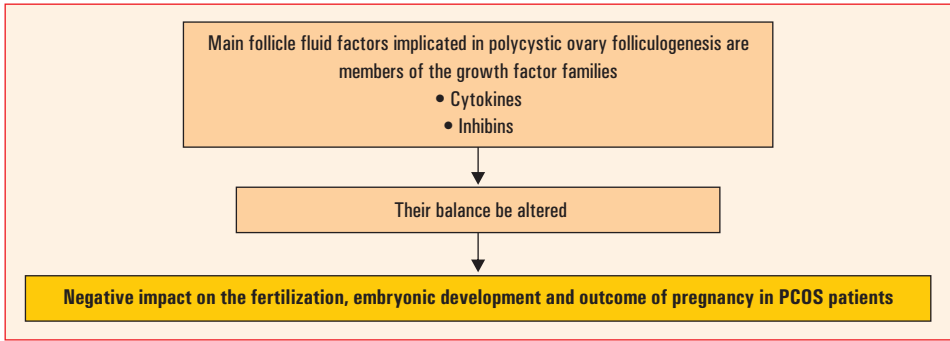 Main follicle fluid factors implicated in polycystic ovary folliculogenesis are
members of the growth factor families
• Cytokines
• Inhibins
Their balance be altered
Negative impact on the fertilization, embryonic development and outcome of pregnancy in PCOS patients